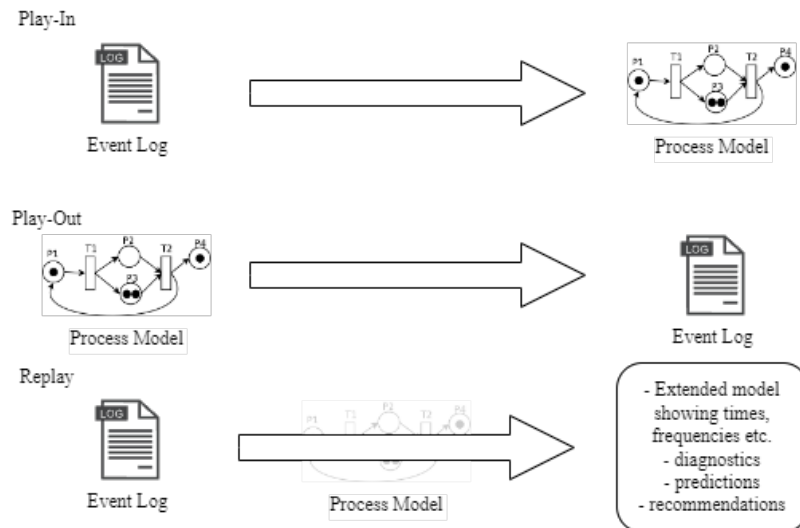 Play-In
LOG
Event Log
P1
T1
P2
P3
T2
P4
Process Model
Play-Out
P1
T1
P2
P3
T2
P4
Process Model
LOG
Event Log
Replay
LOG
Event Log
P1
T1
P2
T2
P4
Process Model
- Extended model
showing times,
frequencies etc.
- diagnostics
- predictions
- recommendations